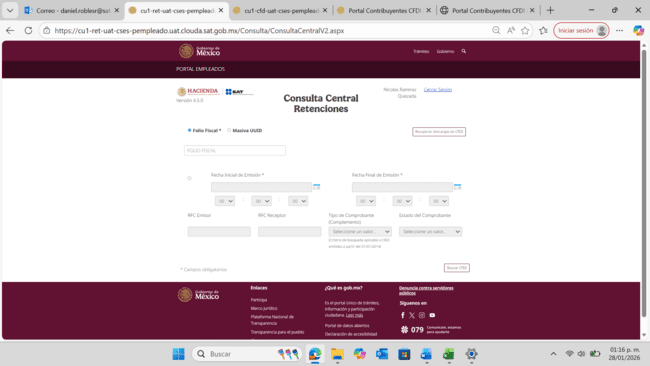 Correo - daniel.roblesr@sat
cu1-ret-uat-cses-pempleado.u
cu1-cfd-uat-cses-pempleado.
Portal Contribuyentes CFDI
Portal Contribuyentes CFDI
https://cu1-ret-uat-cses-pempleado.uat.clouda.sat.gob.mx/Consulta/ConsultaCentralV2.aspx
Iniciar sesión
Gobierno de México
Trámites Gobierno
PORTAL EMPLEADOS
HACIENDA SAT
Versión 4.5.0
Consulta Central Retenciones
Nicolas Ramirez Quezada
Cerrar Sesión
Folio Fiscal * Masiva UUID
Recuperar descargas de CFDI
FOLIO FISCAL
Fecha Inicial de Emisión * Fecha Final de Emisión *
00 : 00 : 00 00 : 00 : 00
RFC Emisor RFC Receptor Tipo de Comprobante (Complemento) Estado del Comprobante
Seleccione un valor... Seleccione un valor...
* Campos obligatorios
Buscar CFDI
Gobierno de México
Enlaces
Participa
Marco jurídico
Plataforma Nacional de Transparencia
Transparencia para el pueblo
¿Qué es gob.mx?
Es el portal único de trámites, información y participación ciudadana. Leer más
Portal de datos abiertos
Declaración de accesibilidad
Denuncia contra servidores públicos
Síguenos en
079 Comunícate, estamos para ayudarte
Buscar
01:16 p. m.
28/01/2026